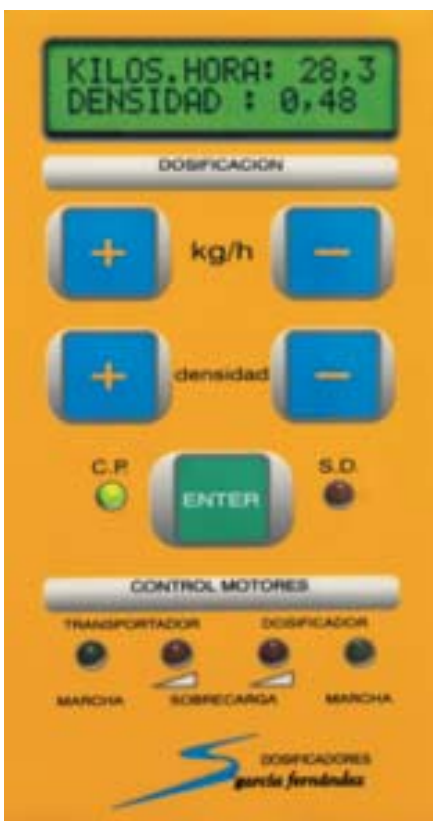 KILOS.HORA: 28,3
DENSIDAD : 0,48
DOSIFICACION
+ kg/h −
+ densidad −
C.P. S.D.
ENTER
CONTROL MOTORES
TRANSPORTADOR DOSIFICADOR
MARCHA SOBRECARGA MARCHA
DOSIFICADORES
garcía fernández